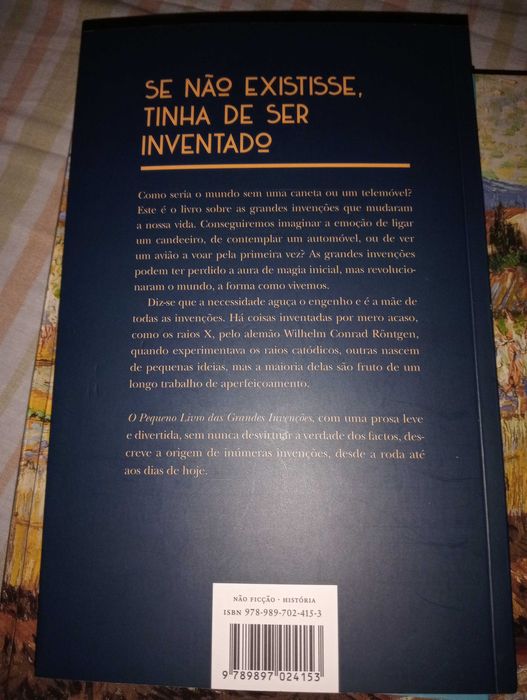 SE NÃO EXISTISSE,
TINHA DE SER
INVENTADO
Como seria o mundo sem uma caneta ou um telemóvel?
Este é o livro sobre as grandes invenções que mudaram
a nossa vida. Conseguiremos imaginar a emoção de ligar
um candeeiro, de contemplar um automóvel, ou de ver
um avião a voar pela primeira vez? As grandes invenções
podem ter perdido a aura de magia inicial, mas revolucio-
naram o mundo, a forma como vivemos.
Diz-se que a necessidade aguça o engenho e é a mãe de
todas as invenções. Há coisas inventadas por mero acaso,
como os raios X, pelo alemão Wilhelm Conrad Röntgen,
quando experimentava os raios catódicos, outras nascem
de pequenas ideias, mas a maioria delas são fruto de um
longo trabalho de aperfeiçoamento.
O Pequeno Livro das Grandes Invenções, com uma prosa leve
e divertida, sem nunca desvirtuar a verdade dos factos, des-
creve a origem de inúmeras invenções, desde a roda até
aos dias de hoje.
NÃO FICÇÃO · HISTÓRIA
ISBN 978-989-702-415-3
9 789897 024153